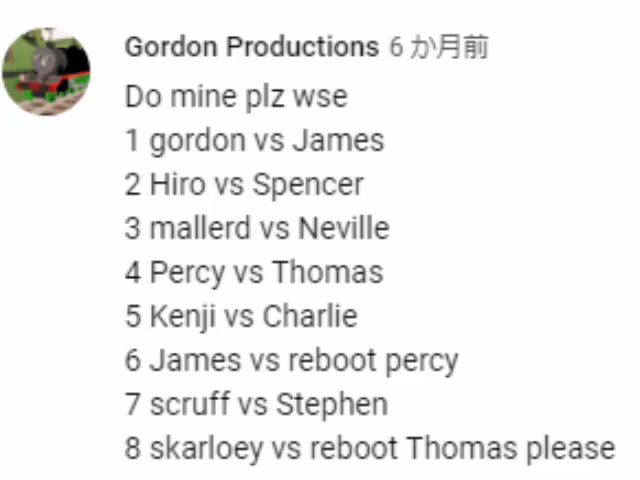 Gordon Productions 6 か月前
Do mine plz wse
1 gordon vs James
2 Hiro vs Spencer
3 mallerd vs Neville
4 Percy vs Thomas
5 Kenji vs Charlie
6 James vs reboot percy
7 scruff vs Stephen
8 skarloey vs reboot Thomas please